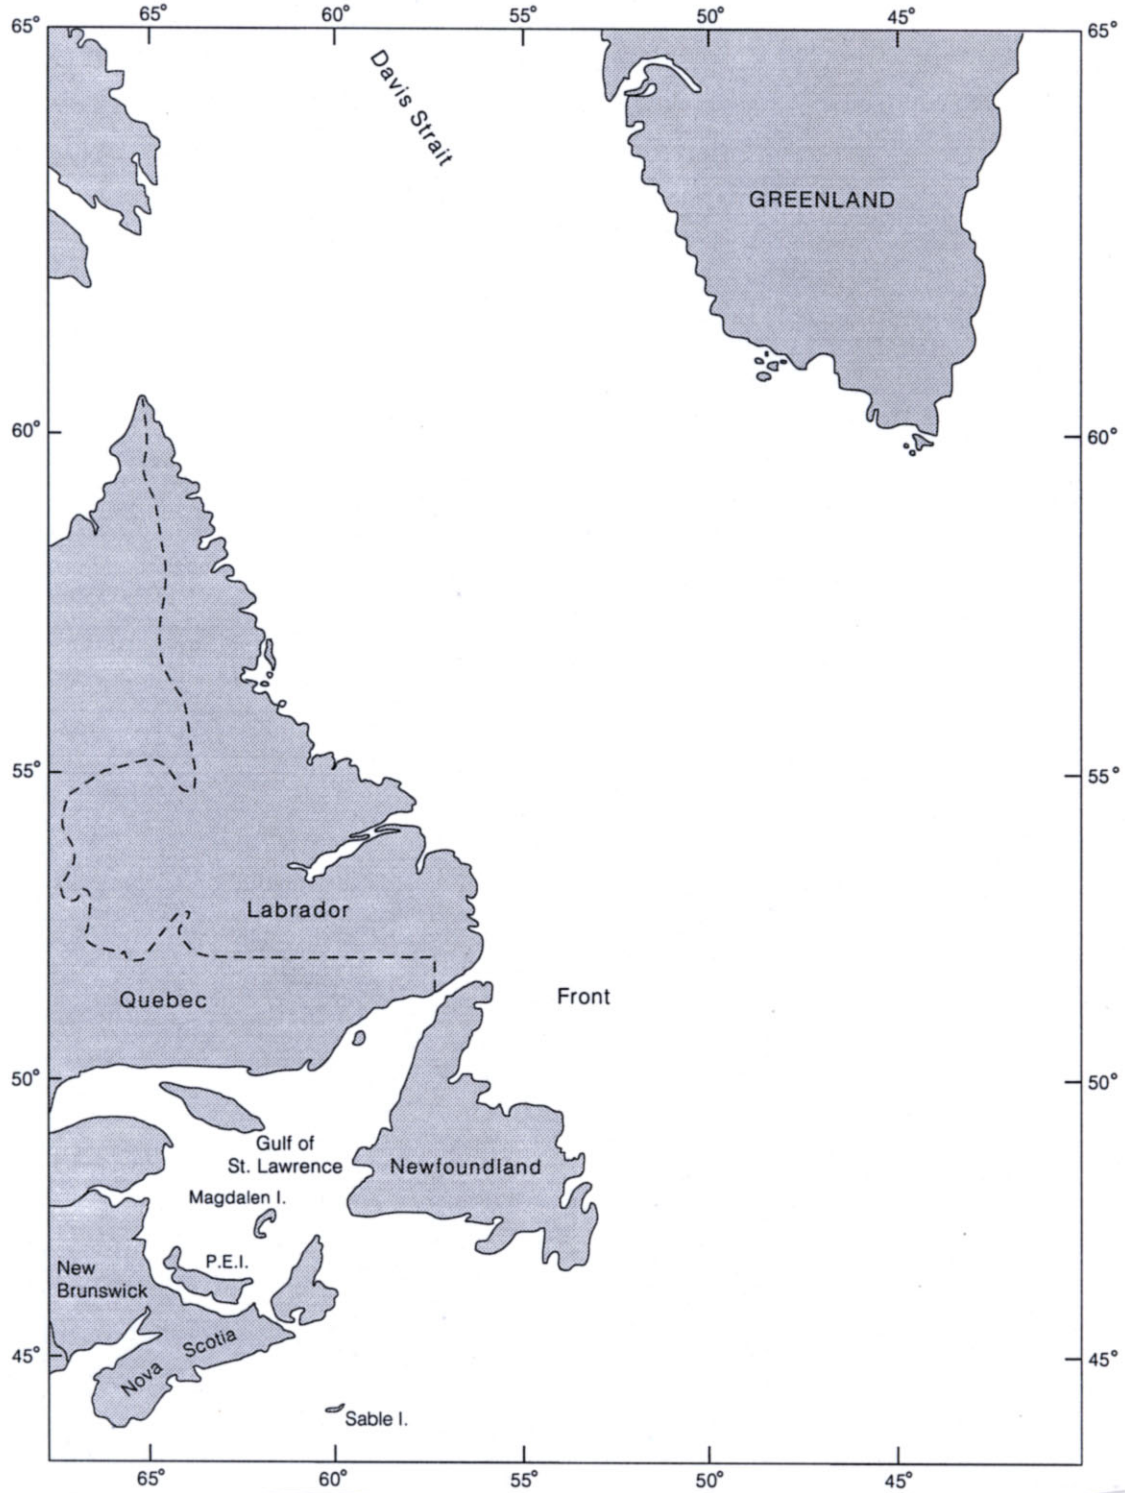 65° 65° 60° 55° 50° 45° 65°
Davis Strait
GREENLAND
60° 60°
55° 55°
Labrador
Quebec
Front
50° 50°
Gulf of
St. Lawrence
Newfoundland
Magdalen I.
P.E.I.
New
Brunswick
Nova Scotia
45° 45°
Sable I.
65° 60° 55° 50° 45°